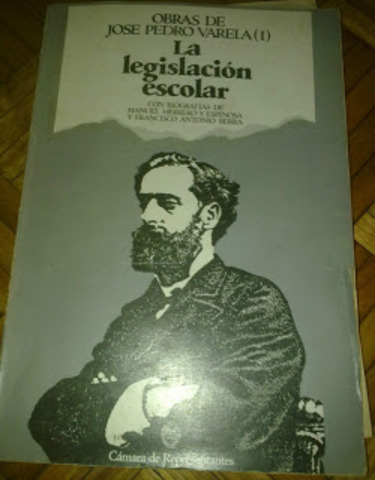 OBRAS DE
JOSE PEDRO VARELA (I)
La
legislación
escolar
CON BIOGRAFIAS DE
MANUEL HERRERO Y ESPINOSA
Y FRANCISCO ANTONIO BERRA
Cámara de Representantes